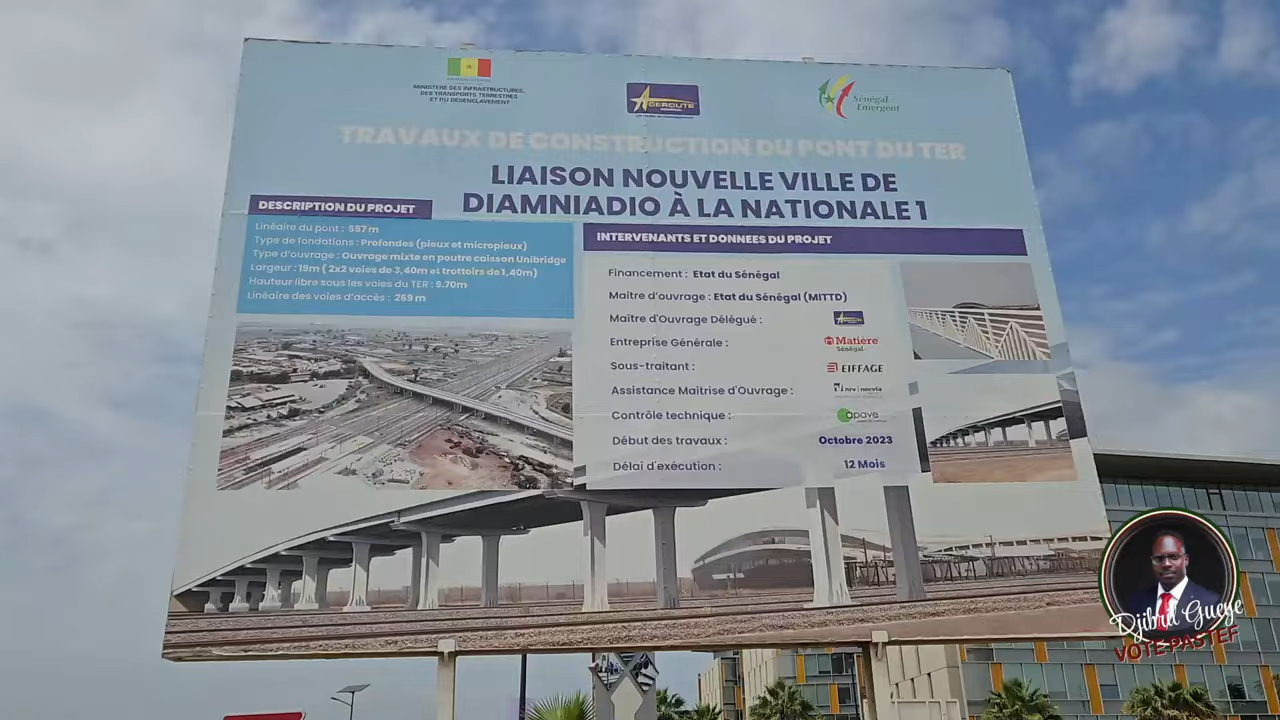 MINISTERE DES INFRASTRUCTURES,
DES TRANSPORTS TERRESTRES
ET DU DESENCLAVEMENT
AGEROUTE
Sénégal
Emergent
TRAVAUX DE CONSTRUCTION DU PONT DU TER
LIAISON NOUVELLE VILLE DE
DIAMNIADIO À LA NATIONALE 1
DESCRIPTION DU PROJET
Linéaire du pont : 557 m
Type de fondations : Profondes (pieux et micropieux)
Type d'ouvrage : Ouvrage mixte en poutre caisson Unibridge
Largeur : 19m ( 2x2 voies de 3,40m et trottoirs de 1,40m)
Hauteur libre sous les voies du TER : 9.70m
Linéaire des voies d'accès : 269 m
INTERVENANTS ET DONNEES DU PROJET
Financement : Etat du Sénégal
Maitre d'ouvrage : Etat du Sénégal (MITTD)
Maître d'Ouvrage Délégué :
Entreprise Générale : Matière
Sénégal
Sous-traitant : EIFFAGE
Assistance Maitrise d'Ouvrage : nrv norvia
Contrôle technique : apave
Début des travaux : Octobre 2023
Délai d'exécution : 12 Mois
Djibril Gueye
VOTE PASTEF